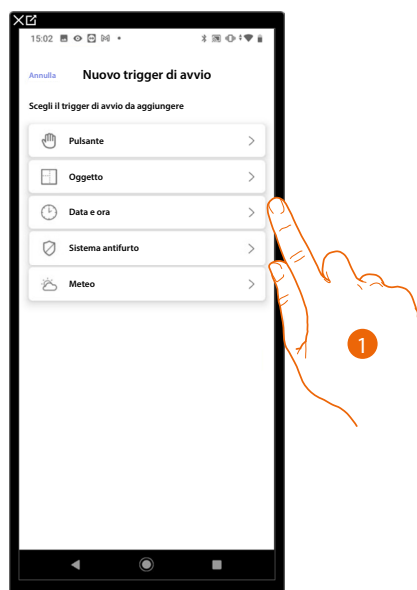 15:02
Annulla Nuovo trigger di avvio
Scegli il trigger di avvio da aggiungere
Pulsante
Oggetto
Data e ora
Sistema antifurto
Meteo
1